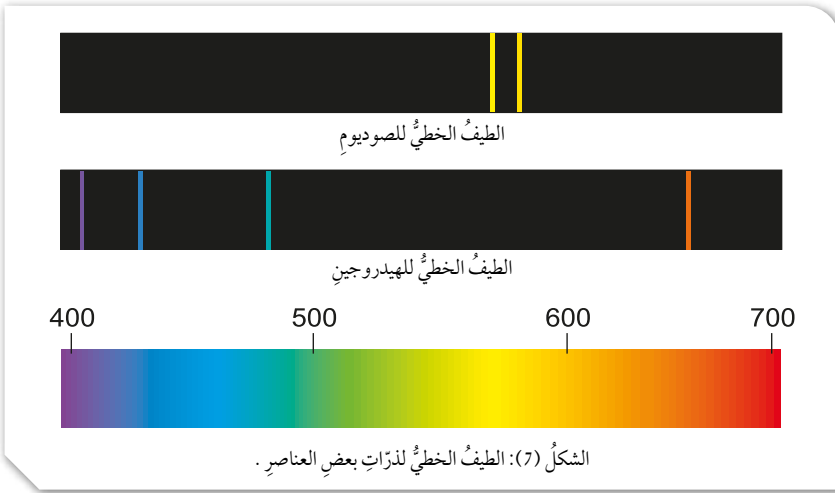 الطيفُ الخطيُّ للصوديومِ
الطيفُ الخطيُّ للهيدروجينِ
400 500 600 700
الشكلُ (7): الطيفُ الخطيُّ لذرّاتِ بعضِ العناصرِ .